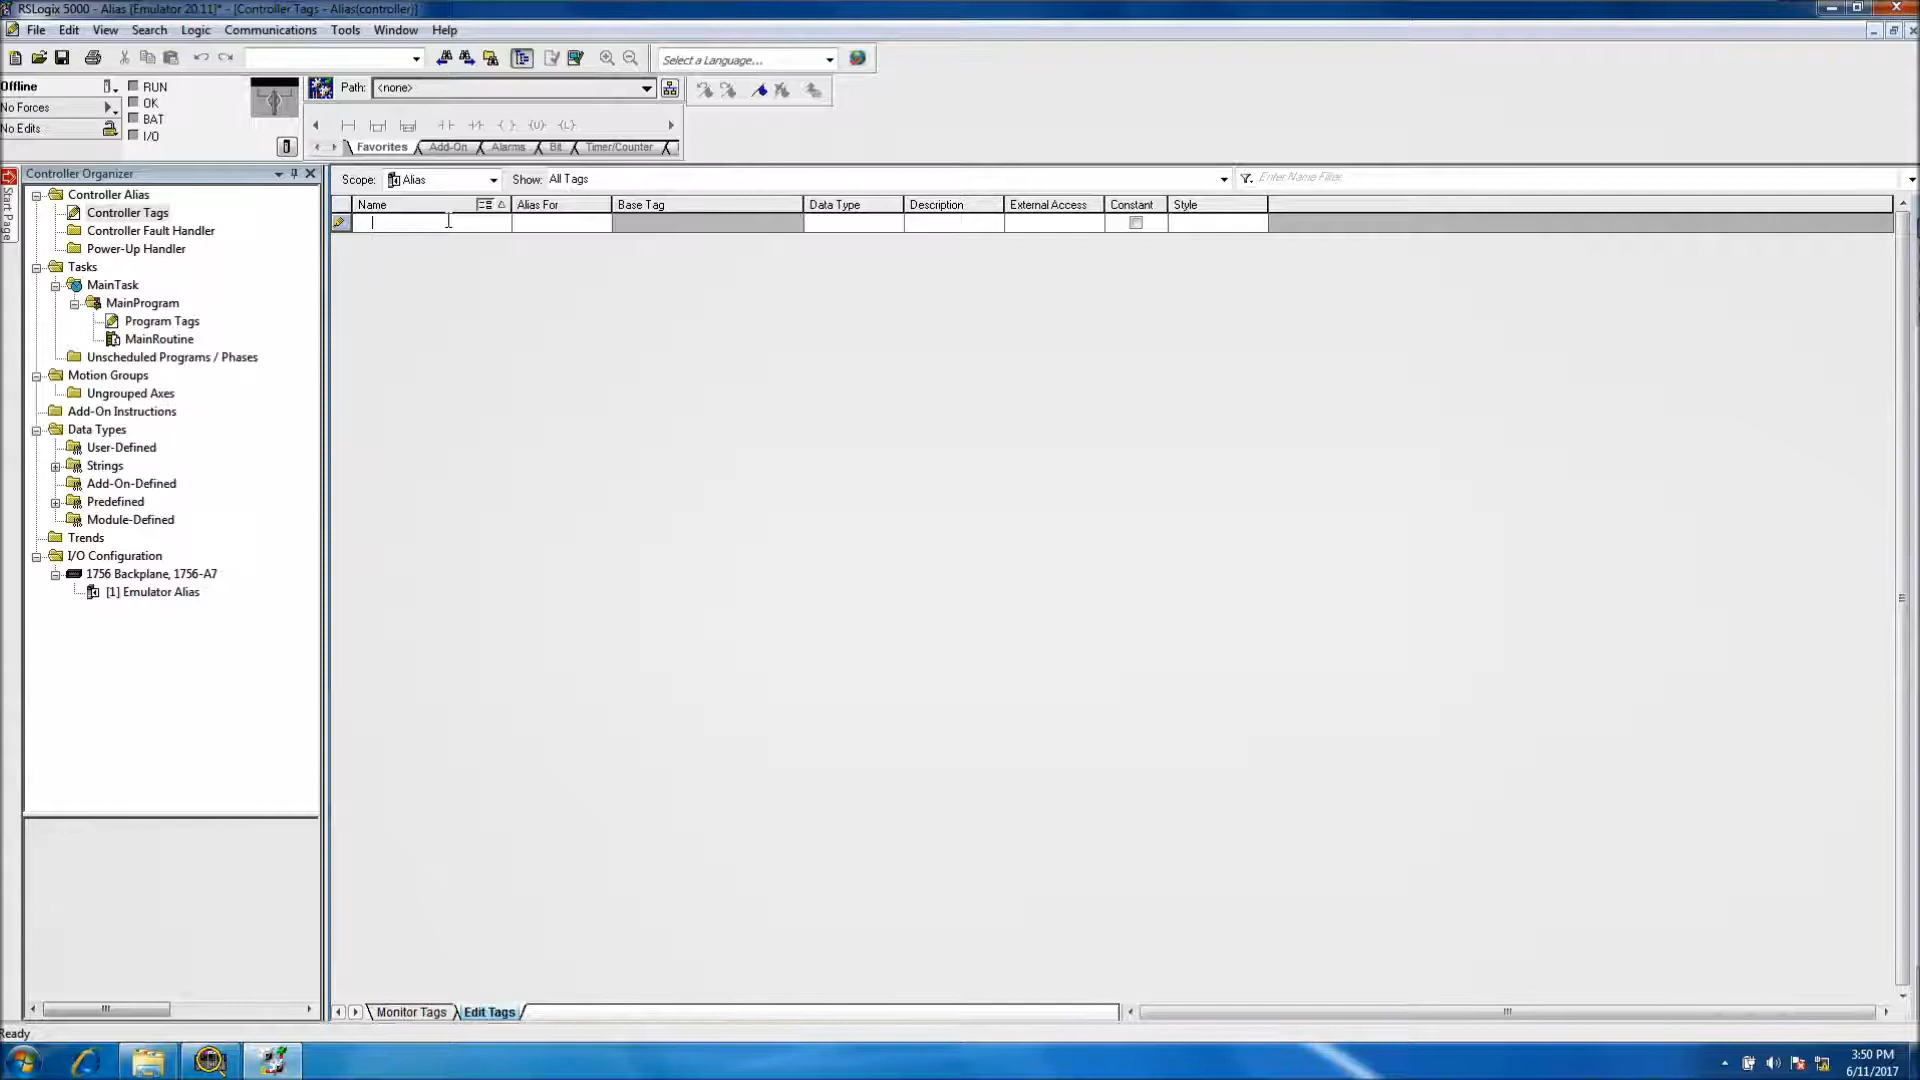 RSLogix 5000 - Alias [Emulator 20.11]* - [Controller Tags - Alias(controller)]
File Edit View Search Logic Communications Tools Window Help
Select a Language...
Offline
RUN
No Forces
OK
No Edits
BAT
I/O
Path: <none>
Favorites Add-On Alarms Bit Timer/Counter
Start Page
Controller Organizer
Controller Alias
Controller Tags
Controller Fault Handler
Power-Up Handler
Tasks
MainTask
MainProgram
Program Tags
MainRoutine
Unscheduled Programs / Phases
Motion Groups
Ungrouped Axes
Add-On Instructions
Data Types
User-Defined
Strings
Add-On-Defined
Predefined
Module-Defined
Trends
I/O Configuration
1756 Backplane, 1756-A7
[1] Emulator Alias
Scope: Alias Show: All Tags Enter Name Filter...
Name Alias For Base Tag Data Type Description External Access Constant Style
Monitor Tags Edit Tags
Ready
3:50 PM
6/11/2017